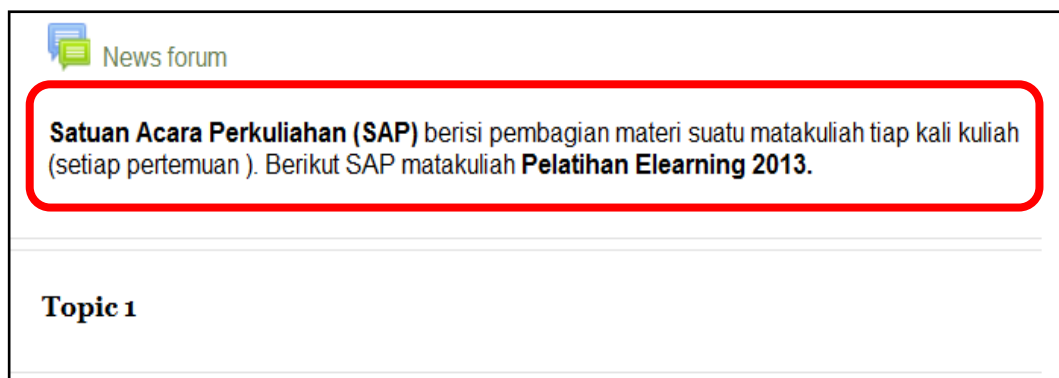 News forum
Satuan Acara Perkuliahan (SAP) berisi pembagian materi suatu matakuliah tiap kali kuliah
(setiap pertemuan ). Berikut SAP matakuliah Pelatihan Elearning 2013.
Topic 1